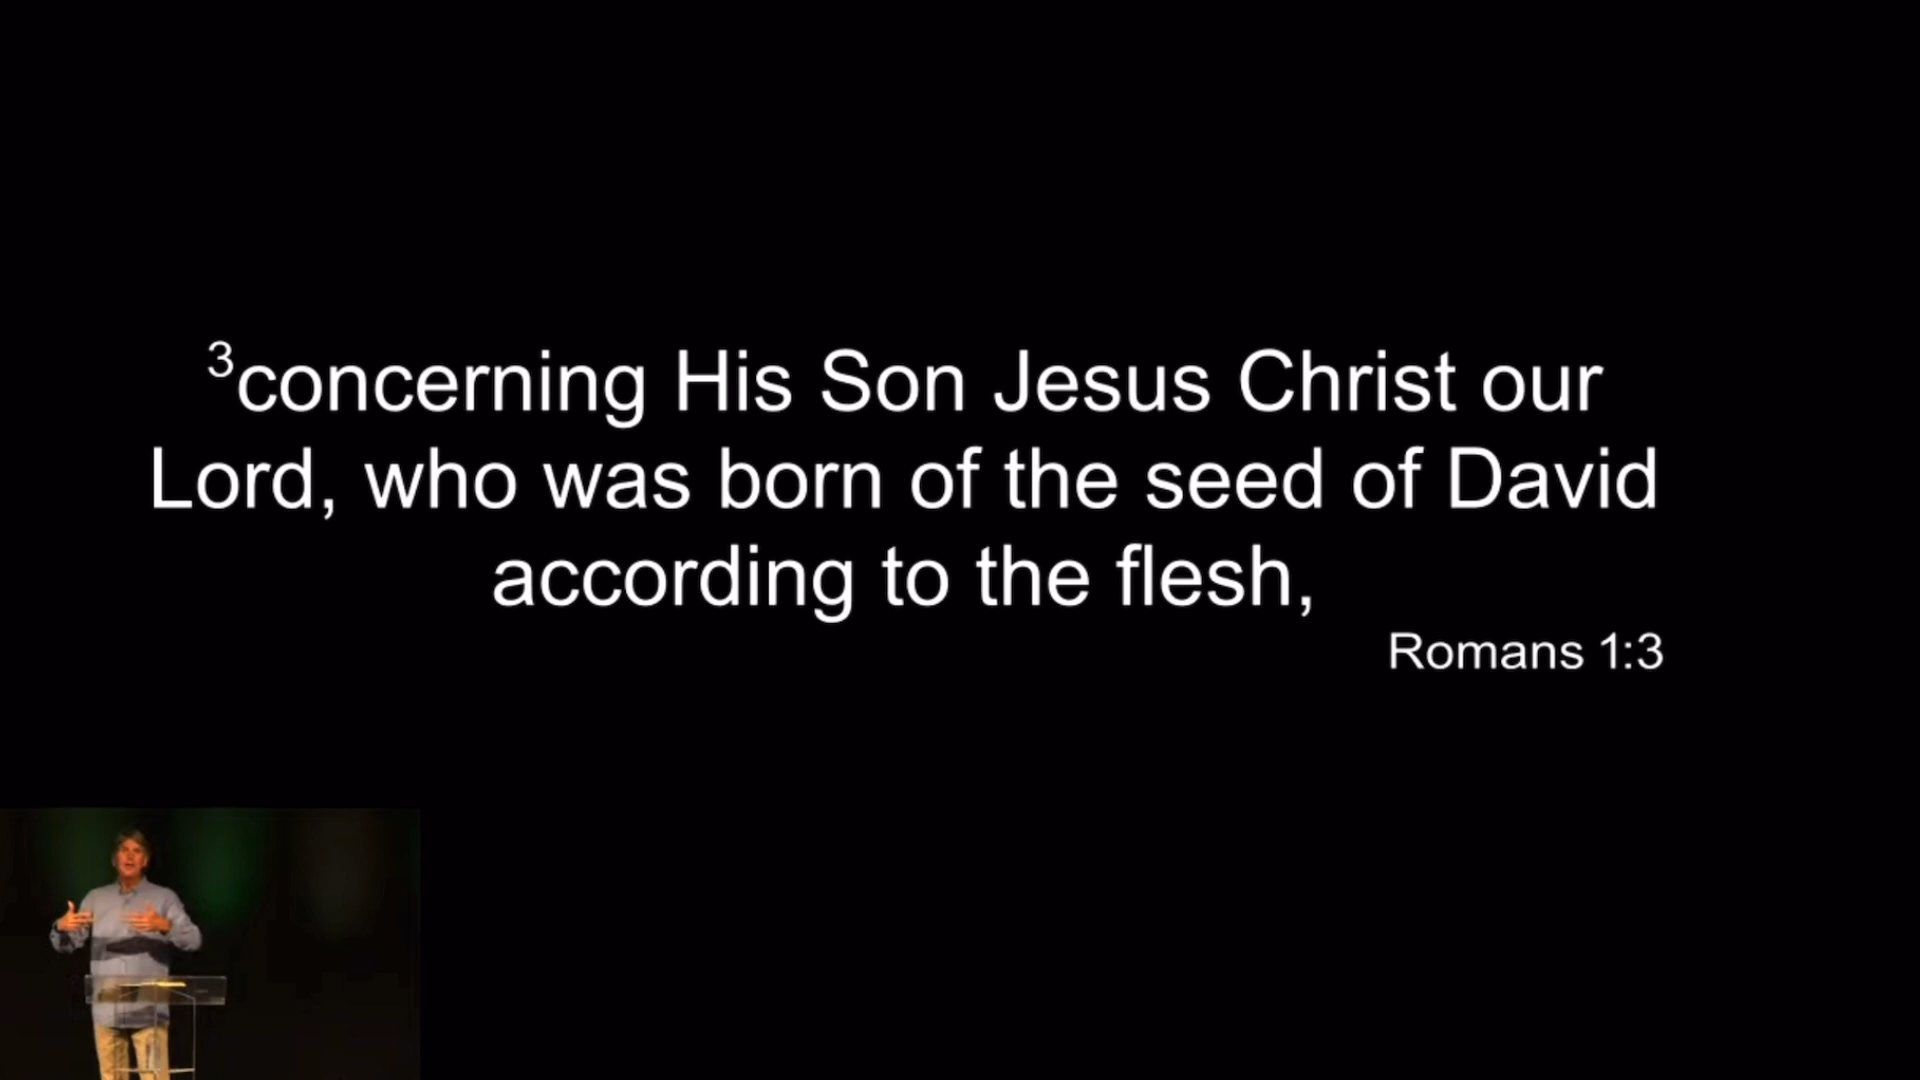 ³concerning His Son Jesus Christ our
Lord, who was born of the seed of David
according to the flesh,
Romans 1:3